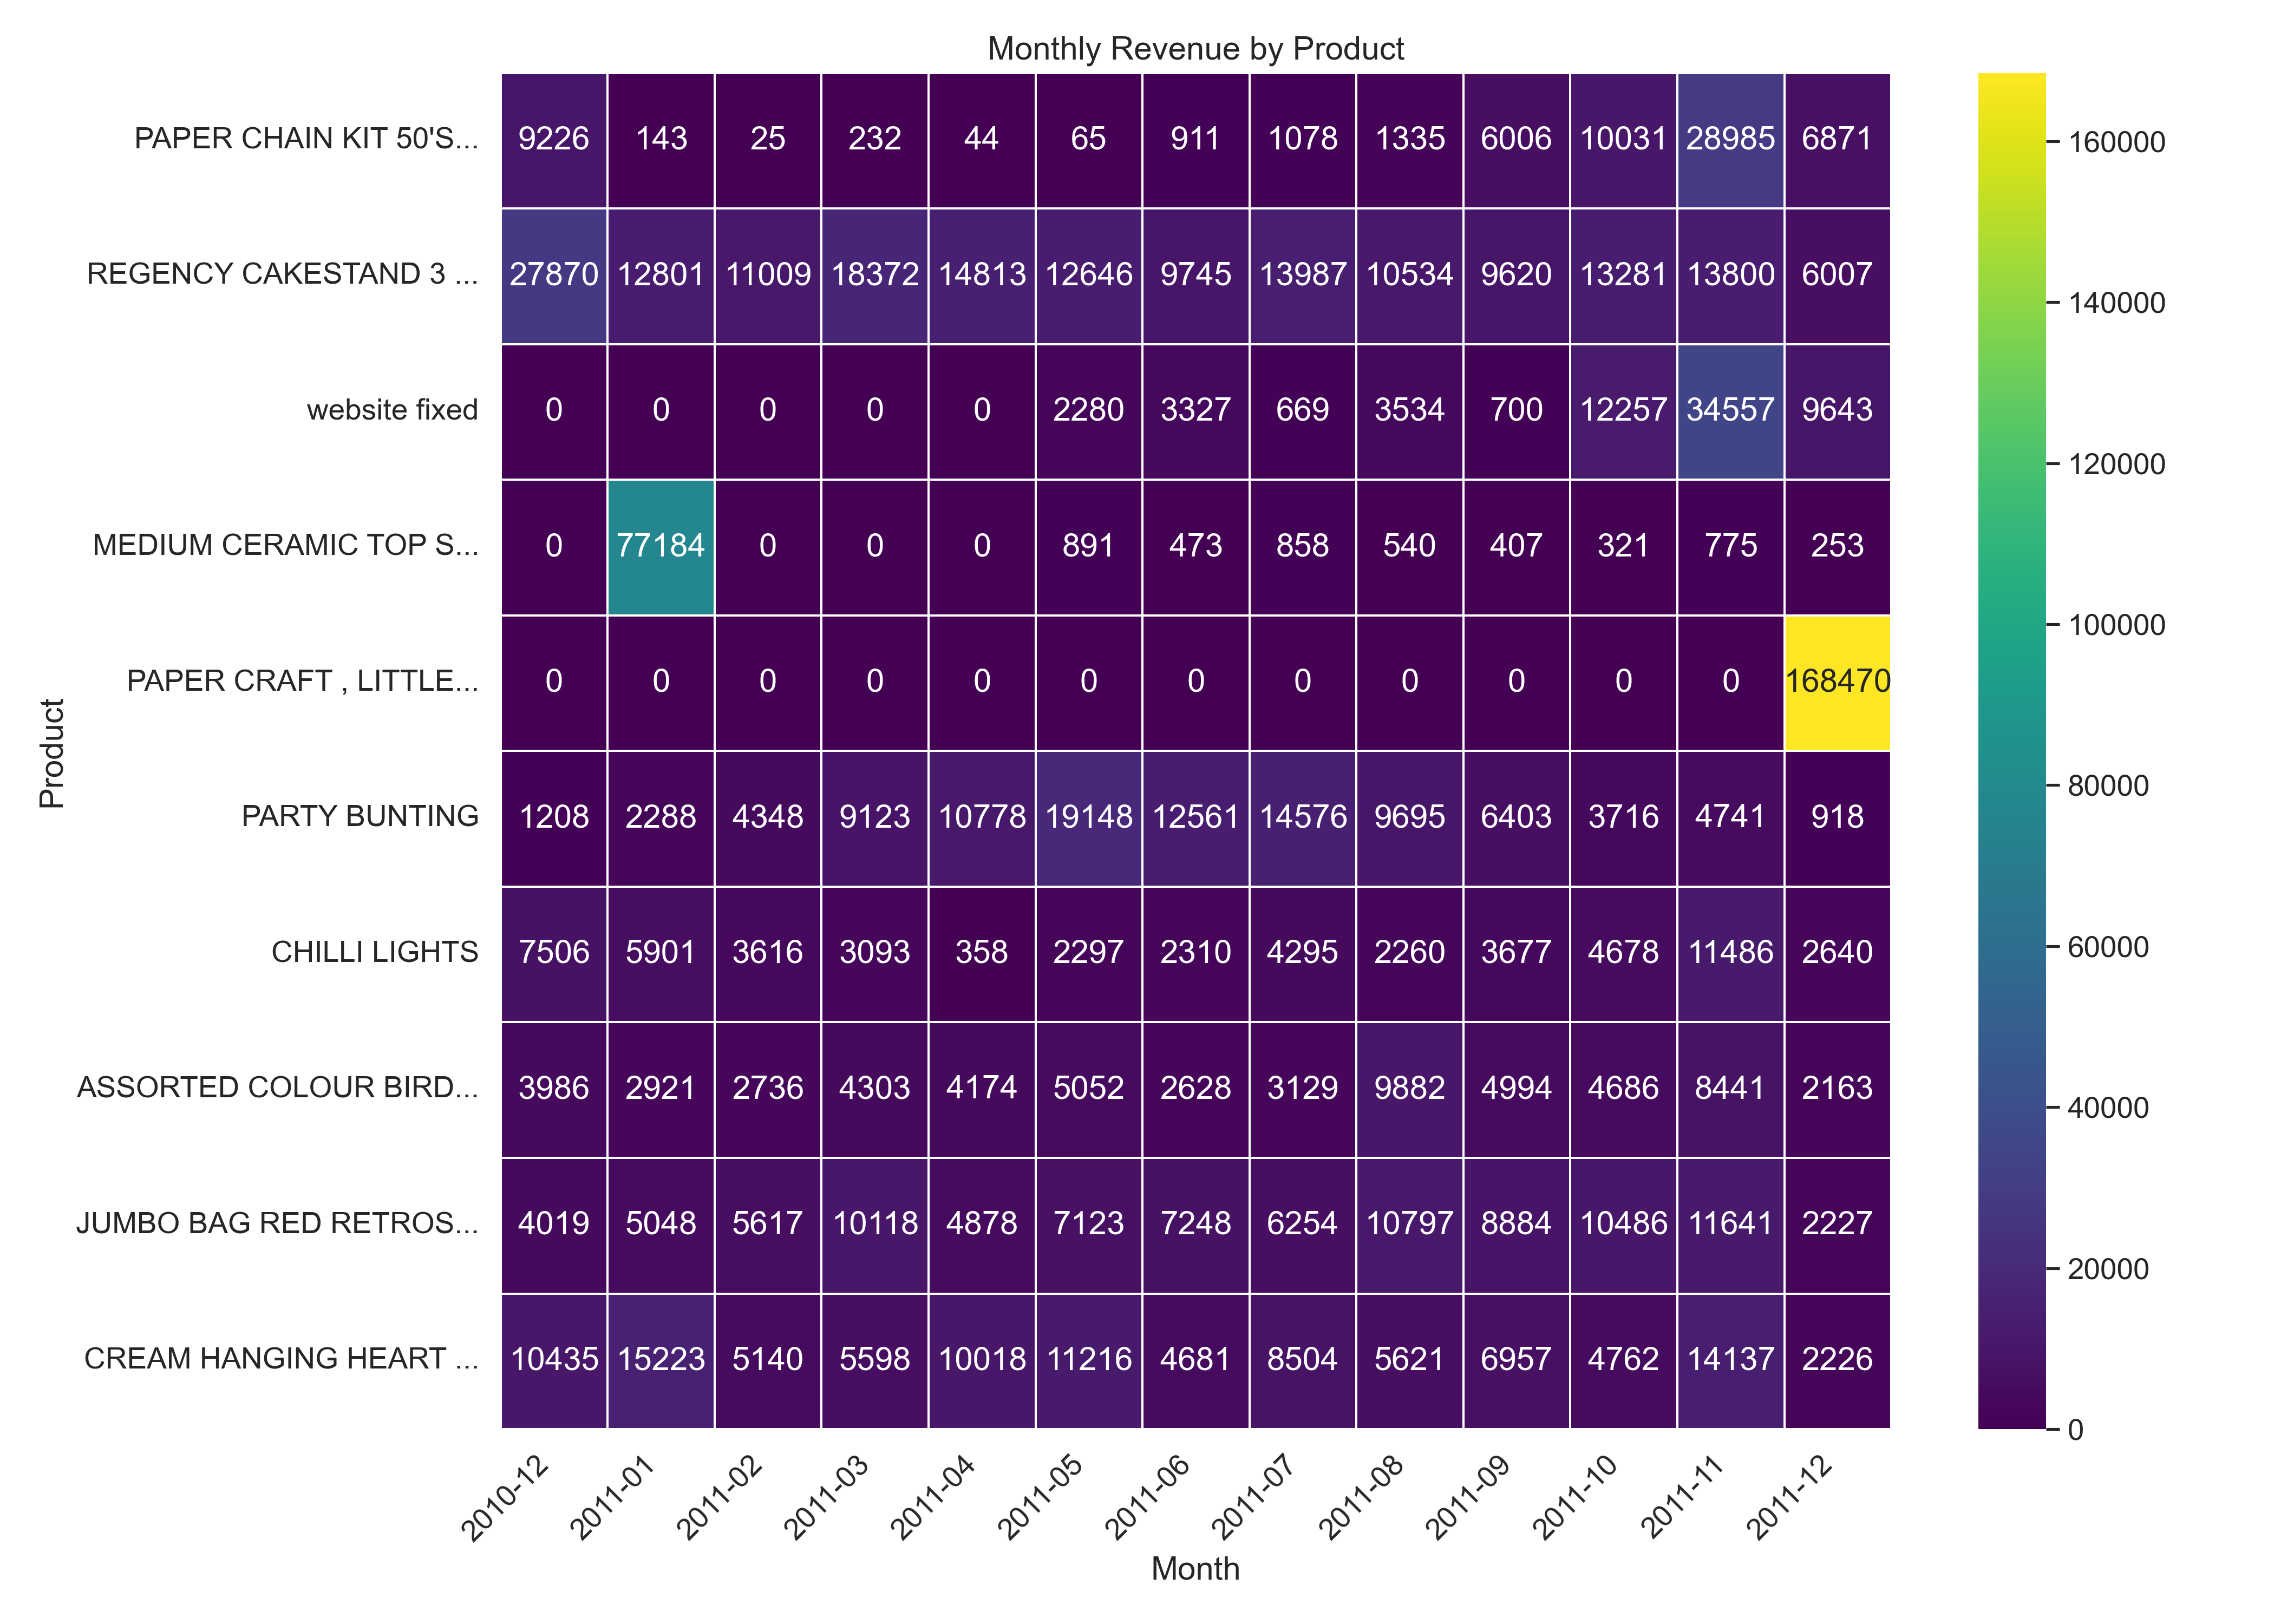 Monthly Revenue by Product
PAPER CHAIN KIT 50'S... 9226 143 25 232 44 65 911 1078 1335 6006 10031 28985 6871
REGENCY CAKESTAND 3 ... 27870 12801 11009 18372 14813 12646 9745 13987 10534 9620 13281 13800 6007
website fixed 0 0 0 0 0 2280 3327 669 3534 700 12257 34557 9643
MEDIUM CERAMIC TOP S... 0 77184 0 0 0 891 473 858 540 407 321 775 253
PAPER CRAFT , LITTLE... 0 0 0 0 0 0 0 0 0 0 0 0 168470
PARTY BUNTING 1208 2288 4348 9123 10778 19148 12561 14576 9695 6403 3716 4741 918
CHILLI LIGHTS 7506 5901 3616 3093 358 2297 2310 4295 2260 3677 4678 11486 2640
ASSORTED COLOUR BIRD... 3986 2921 2736 4303 4174 5052 2628 3129 9882 4994 4686 8441 2163
JUMBO BAG RED RETROS... 4019 5048 5617 10118 4878 7123 7248 6254 10797 8884 10486 11641 2227
CREAM HANGING HEART ... 10435 15223 5140 5598 10018 11216 4681 8504 5621 6957 4762 14137 2226
2010-12 2011-01 2011-02 2011-03 2011-04 2011-05 2011-06 2011-07 2011-08 2011-09 2011-10 2011-11 2011-12
Month
Product
160000
140000
120000
100000
80000
60000
40000
20000
0